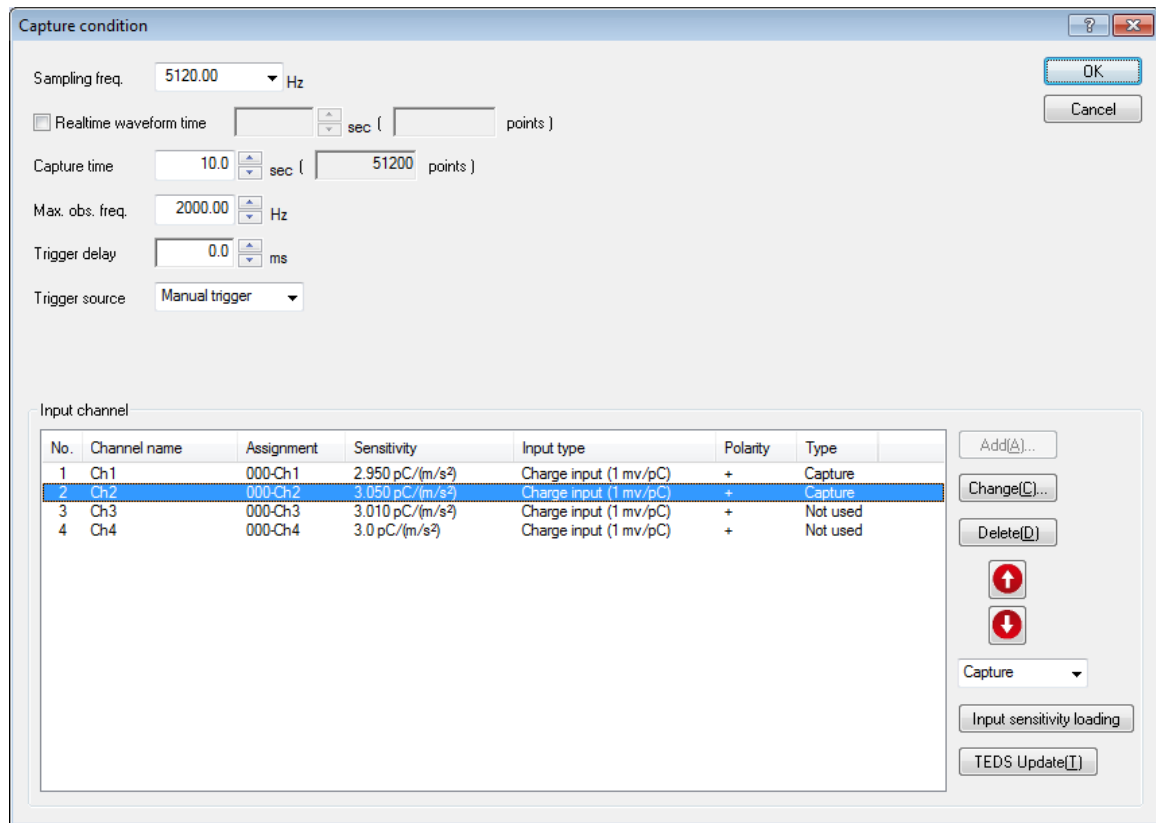 Capture condition
OK
Cancel
Sampling freq. 5120.00 Hz
Realtime waveform time sec ( points )
Capture time 10.0 sec ( 51200 points )
Max. obs. freq. 2000.00 Hz
Trigger delay 0.0 ms
Trigger source Manual trigger
Input channel
No. Channel name Assignment Sensitivity Input type Polarity Type
1 Ch1 000-Ch1 2.950 pC/(m/s²) Charge input (1 mv/pC) + Capture
2 Ch2 000-Ch2 3.050 pC/(m/s²) Charge input (1 mv/pC) + Capture
3 Ch3 000-Ch3 3.010 pC/(m/s²) Charge input (1 mv/pC) + Not used
4 Ch4 000-Ch4 3.0 pC/(m/s²) Charge input (1 mv/pC) + Not used
Add(A)...
Change(C)...
Delete(D)
Capture
Input sensitivity loading
TEDS Update(T)